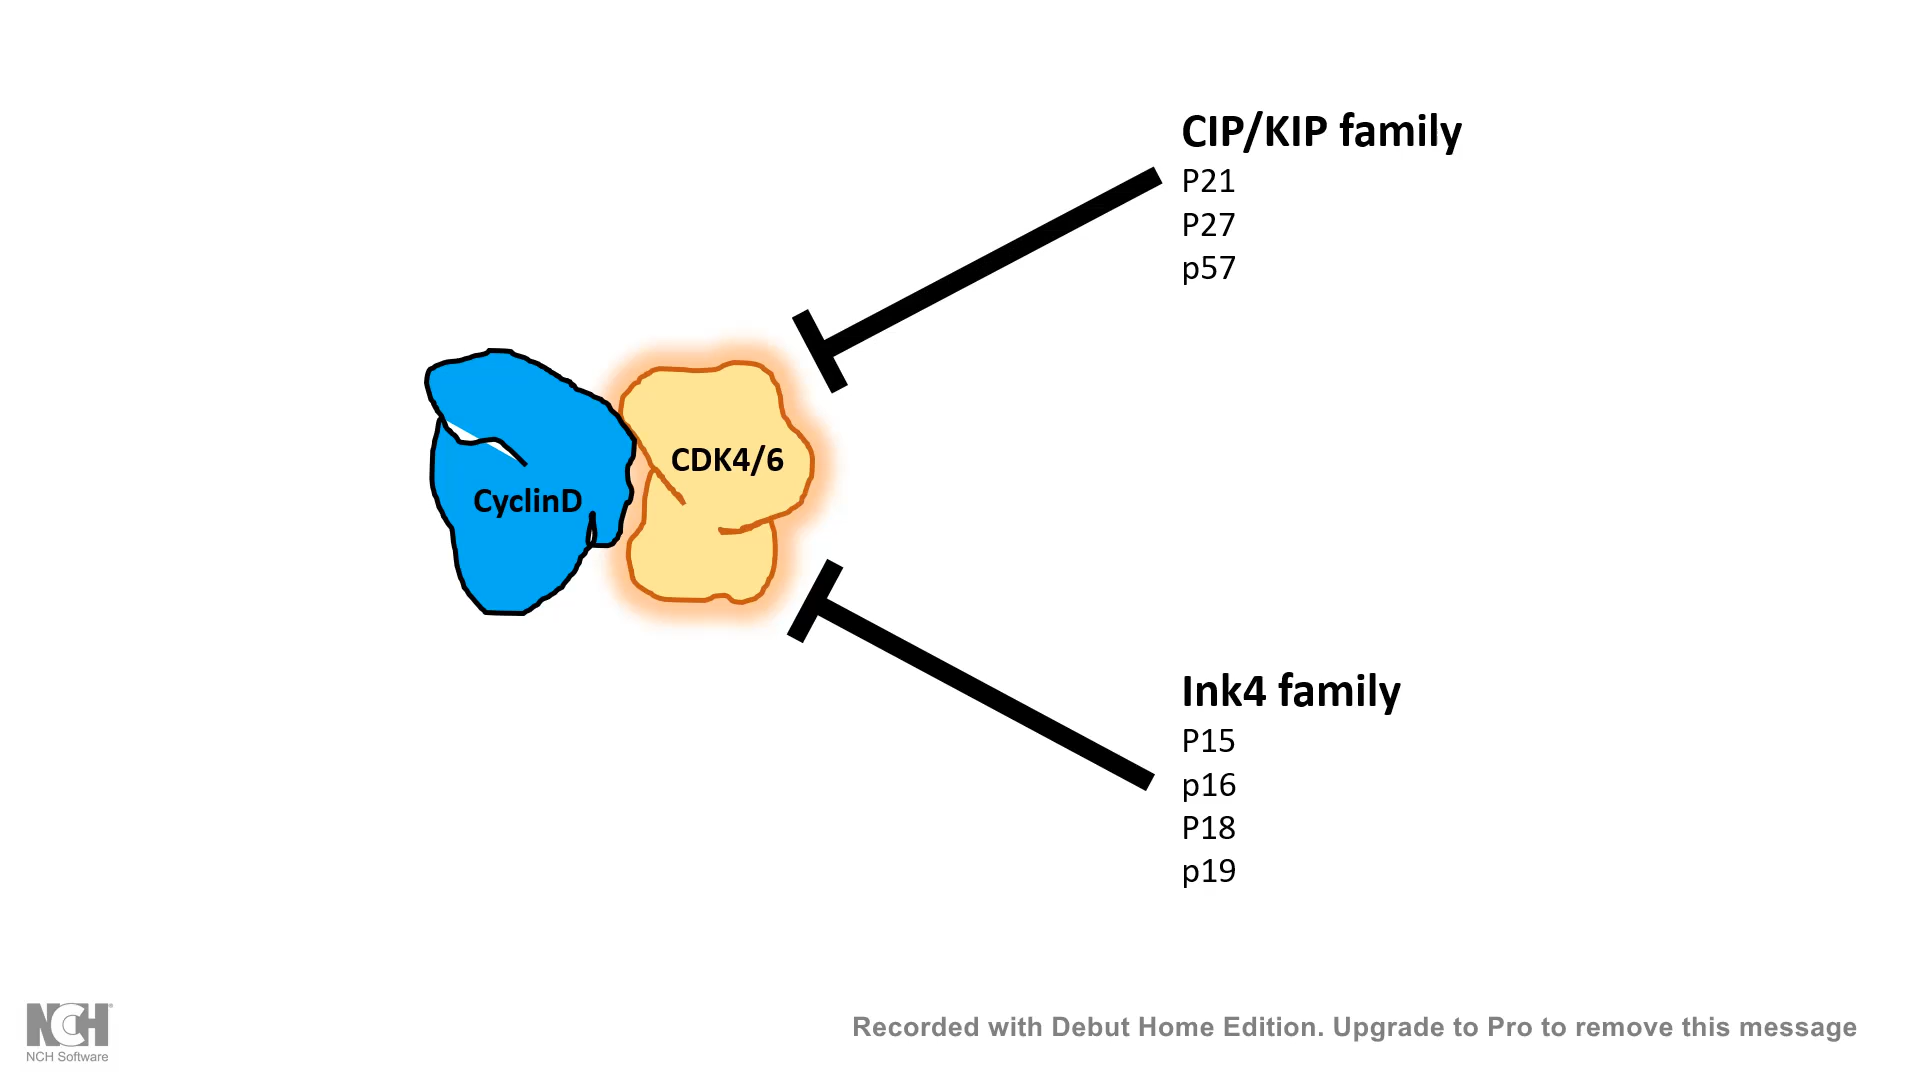 CIP/KIP family
P21
P27
p57
CDK4/6
CyclinD
Ink4 family
P15
p16
P18
p19
NCH
NCH Software
Recorded with Debut Home Edition. Upgrade to Pro to remove this message